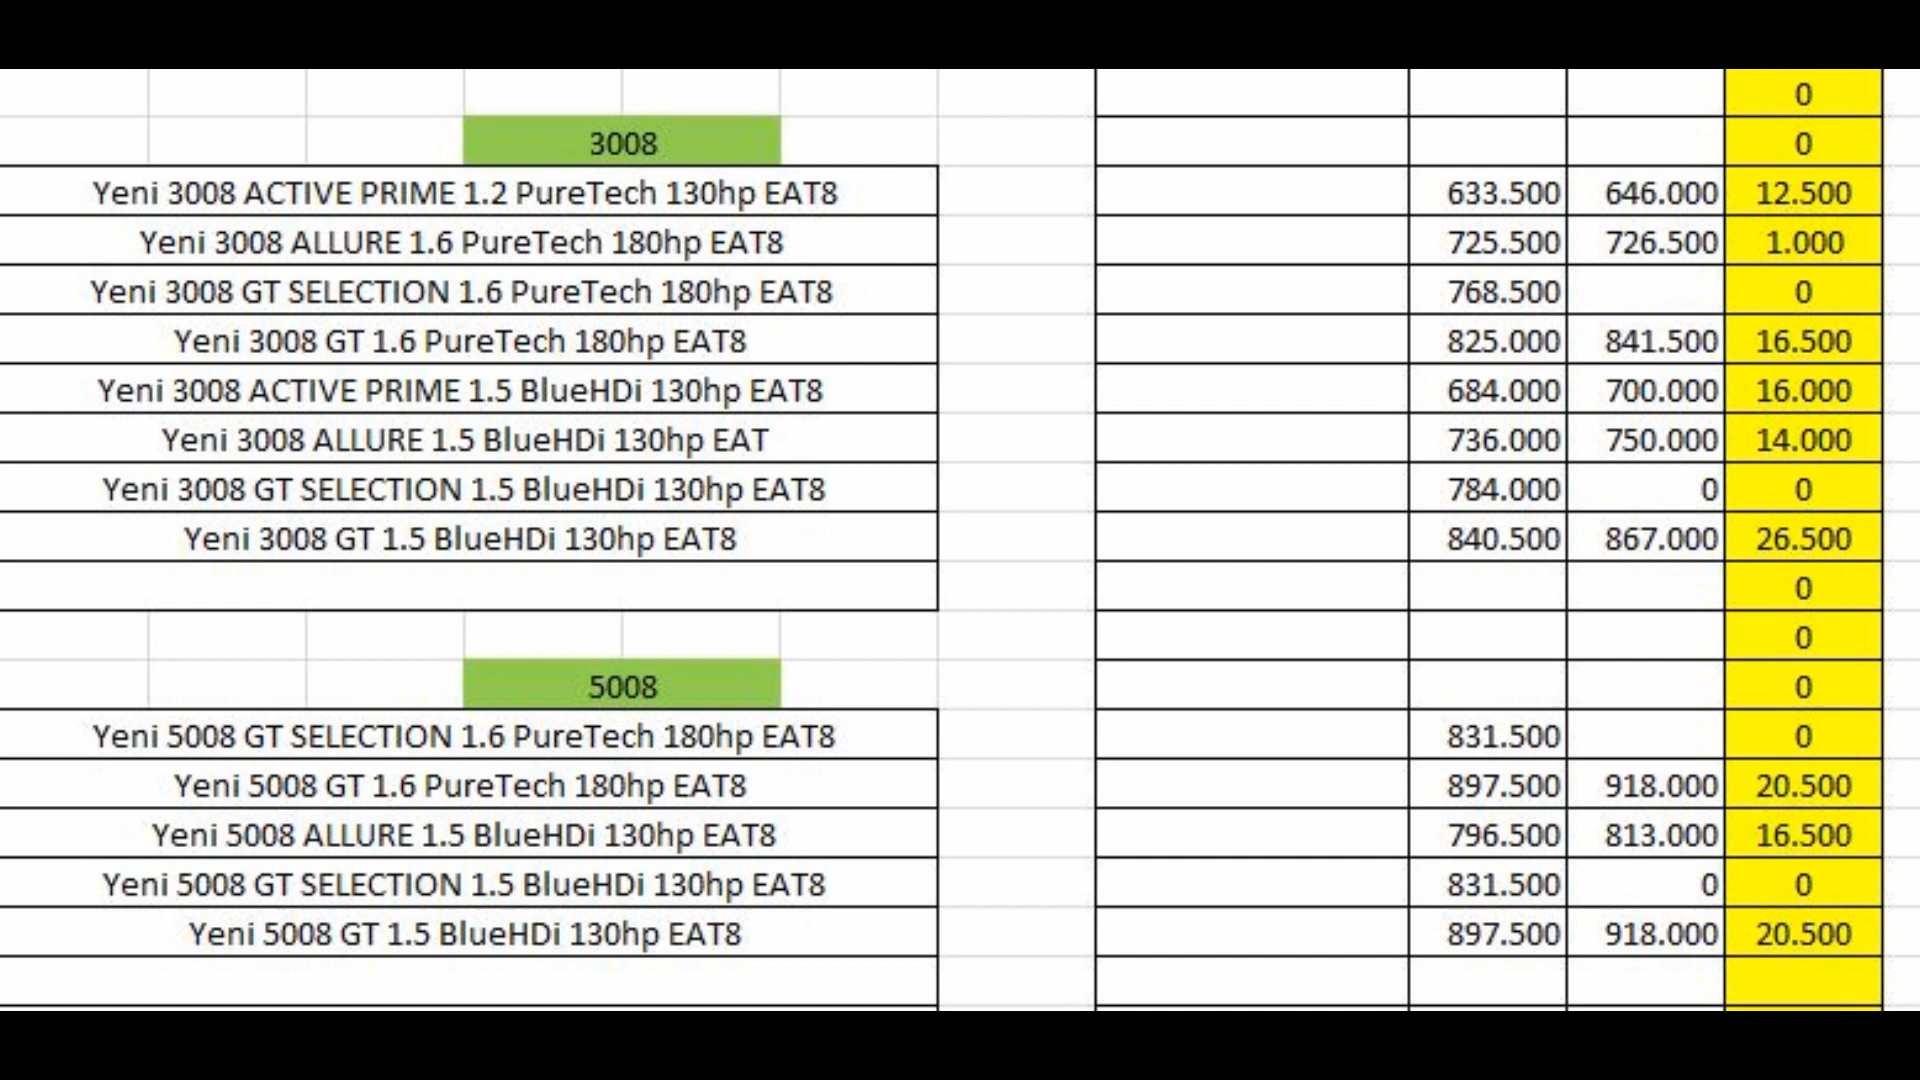 0
3008 0
Yeni 3008 ACTIVE PRIME 1.2 PureTech 130hp EAT8 633.500 646.000 12.500
Yeni 3008 ALLURE 1.6 PureTech 180hp EAT8 725.500 726.500 1.000
Yeni 3008 GT SELECTION 1.6 PureTech 180hp EAT8 768.500 0
Yeni 3008 GT 1.6 PureTech 180hp EAT8 825.000 841.500 16.500
Yeni 3008 ACTIVE PRIME 1.5 BlueHDi 130hp EAT8 684.000 700.000 16.000
Yeni 3008 ALLURE 1.5 BlueHDi 130hp EAT 736.000 750.000 14.000
Yeni 3008 GT SELECTION 1.5 BlueHDi 130hp EAT8 784.000 0 0
Yeni 3008 GT 1.5 BlueHDi 130hp EAT8 840.500 867.000 26.500
0
0
5008 0
Yeni 5008 GT SELECTION 1.6 PureTech 180hp EAT8 831.500 0
Yeni 5008 GT 1.6 PureTech 180hp EAT8 897.500 918.000 20.500
Yeni 5008 ALLURE 1.5 BlueHDi 130hp EAT8 796.500 813.000 16.500
Yeni 5008 GT SELECTION 1.5 BlueHDi 130hp EAT8 831.500 0 0
Yeni 5008 GT 1.5 BlueHDi 130hp EAT8 897.500 918.000 20.500